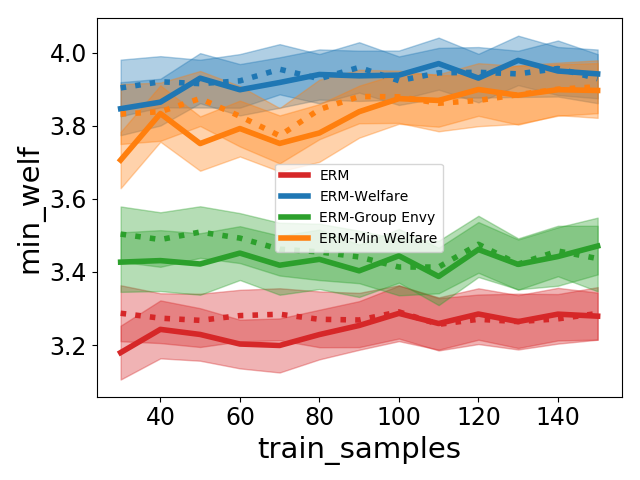 4.0
3.8
3.6
3.4
3.2
min_welf
ERM
ERM-Welfare
ERM-Group Envy
ERM-Min Welfare
40 60 80 100 120 140
train_samples